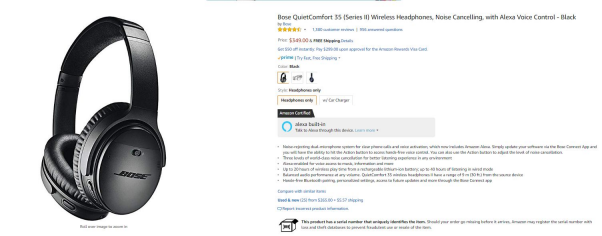 Bose QuietComfort 35 (Series II) Wireless Headphones, Noise Cancelling, with Alexa Voice Control - Black
by Bose
customer reviews | answered questions
Price: $349.00 & FREE Shipping. Details
Get $50 off instantly: Pay $299.00 upon approval for the Amazon Rewards Visa Card
prime | Try Fast, Free Shipping
Color: Black
Style: Headphones only
Headphones only
w/ Car Charger
Amazon Certified
alexa built-in
Talk to Alexa through this device. Learn more
Noise-rejecting dual-microphone system for clear phone calls and voice activation, which now includes Amazon Alexa. Simply update your software via the Bose Connect App and
you will have the ability to hit the Action button to access hands-free voice control. You can also use the Action button to adjust the level of noise cancellation
Three levels of world-class noise cancellation for better listening experience in any environment
Alexa-enabled for voice access to music, information and more
Up to 20 hours of wireless play time from a rechargeable lithium-ion battery; up to 40 hours of listening in wired mode
Balanced audio performance at any volume. QuietComfort 35 wireless headphones II have a range of 9 m (30 ft.) from the source device
Hands-free Bluetooth pairing, personalized settings, access to future updates and more through the Bose Connect app
Compare with similar items
Used & new (25) from $265.00 + $5.57 shipping
Report incorrect product information.
BOSE
Roll over image to zoom in
This product has a serial number that uniquely identifies the item. Should your order go missing before it arrives, Amazon may register the serial number with
loss and theft databases to prevent fraudulent use or resale of the item.